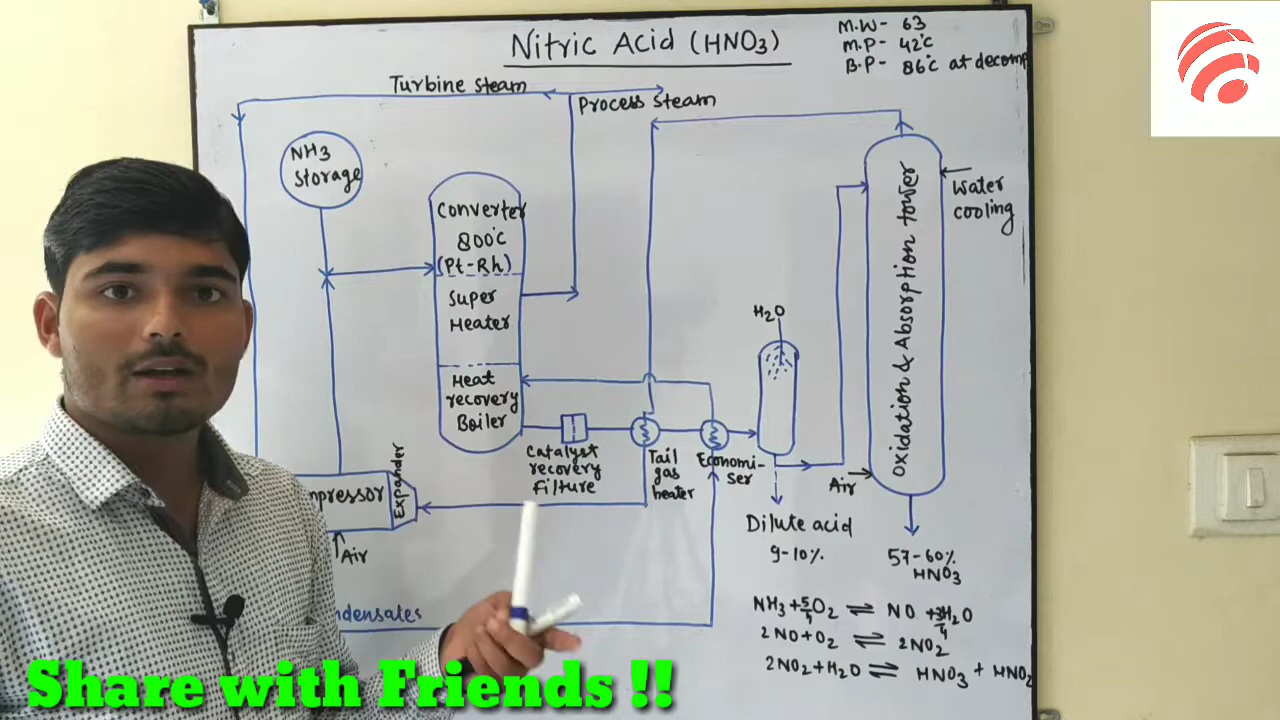 Nitric Acid (HNO3)
M.W- 63
M.P- 42°C
B.P- 86°C at decomp
Turbine steam
Process steam
NH3
Storage
Converter
800°C
(Pt-Rh)
Super
Heater
Heat
recovery
Boiler
Catalyst
recovery
Filture
Tail
gas
heater
Economi-
ser
H2O
Oxidation & Absorption tower
Water
cooling
Air
mpressor
Expander
Air
Dilute acid
9-10%
57-60%
HNO3
ndensates
NH3 + 5/4 O2 ⇌ NO + 3/4 H2O
2NO + O2 ⇌ 2NO2
2NO2 + H2O ⇌ HNO3 + HNO2
Share with Friends !!